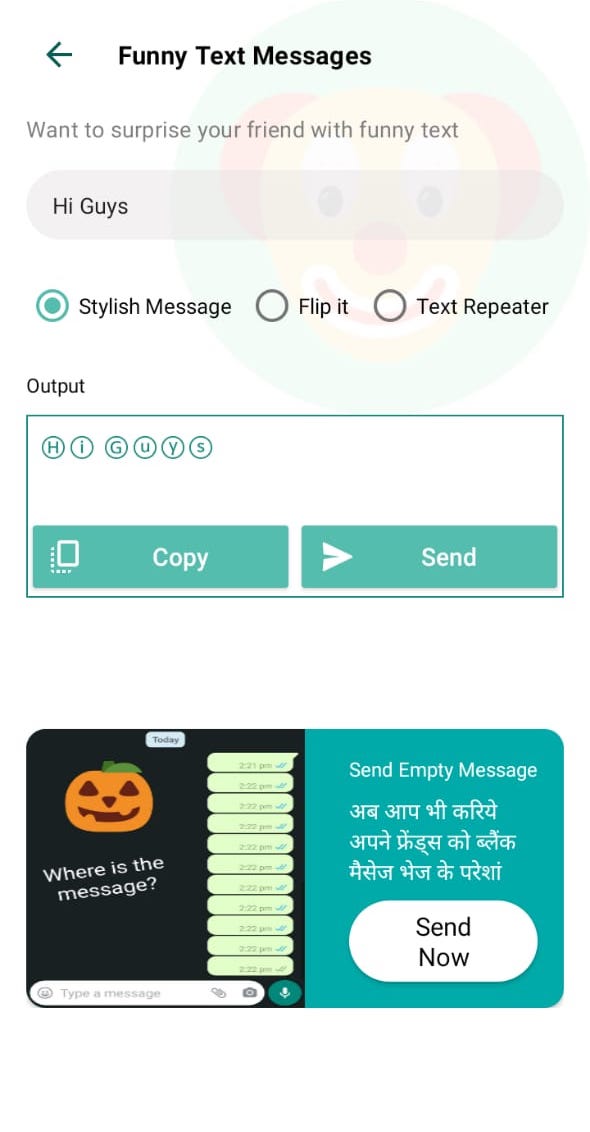 Funny Text Messages
Want to surprise your friend with funny text
Hi Guys
Stylish Message Flip it Text Repeater
Output
Ⓗⓘ Ⓖⓤⓨⓢ
Copy Send
Today
2:21 pm
2:22 pm
2:22 pm
2:22 pm
2:22 pm
2:22 pm
2:22 pm
2:22 pm
2:22 pm
2:22 pm
2:22 pm
Where is the
message?
Type a message
Send Empty Message
अब आप भी करिये
अपने फ्रेंड्स को ब्लैंक
मैसेज भेज के परेशां
Send
Now